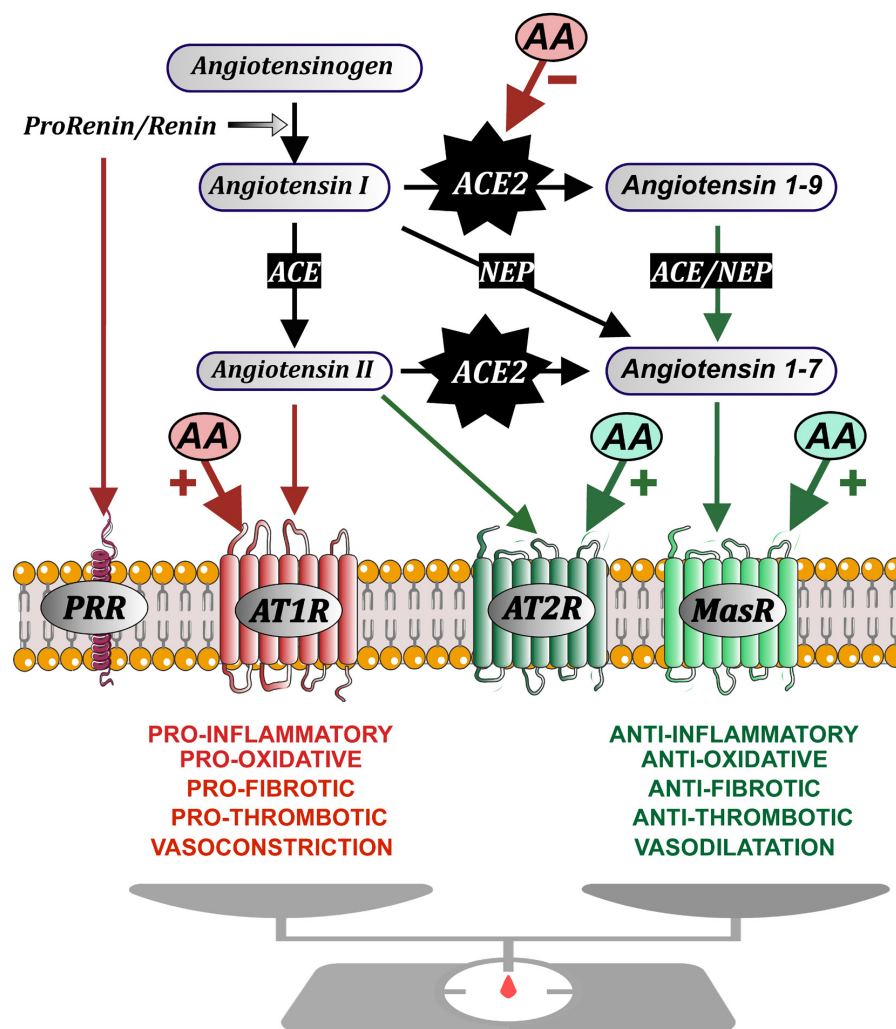 AA
−
Angiotensinogen
ProRenin/Renin
Angiotensin I
ACE2
Angiotensin 1-9
ACE
NEP
ACE/NEP
Angiotensin II
ACE2
Angiotensin 1-7
AA
+
AA
+
AA
+
PRR
AT1R
AT2R
MasR
PRO-INFLAMMATORY
PRO-OXIDATIVE
PRO-FIBROTIC
PRO-THROMBOTIC
VASOCONSTRICTION
ANTI-INFLAMMATORY
ANTI-OXIDATIVE
ANTI-FIBROTIC
ANTI-THROMBOTIC
VASODILATATION